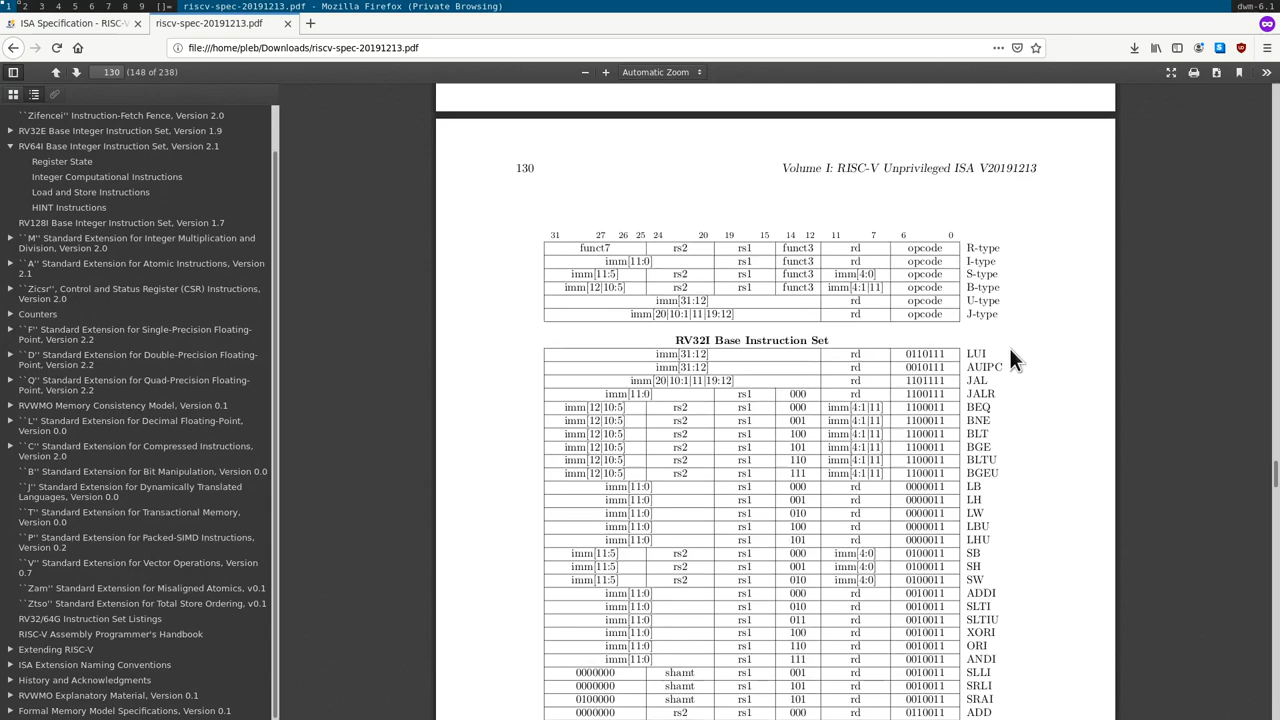 1 2 3 4 5 6 7 8 9 []= riscv-spec-20191213.pdf - Mozilla Firefox (Private Browsing) dwm-6.1
ISA Specification - RISC-V riscv-spec-20191213.pdf
file:///home/pleb/Downloads/riscv-spec-20191213.pdf
130 (148 of 238) Automatic Zoom
``Zifencei'' Instruction-Fetch Fence, Version 2.0
RV32E Base Integer Instruction Set, Version 1.9
RV64I Base Integer Instruction Set, Version 2.1
Register State
Integer Computational Instructions
Load and Store Instructions
HINT Instructions
RV128I Base Integer Instruction Set, Version 1.7
``M'' Standard Extension for Integer Multiplication and
Division, Version 2.0
``A'' Standard Extension for Atomic Instructions, Version
2.1
``Zicsr'', Control and Status Register (CSR) Instructions,
Version 2.0
Counters
``F'' Standard Extension for Single-Precision Floating-
Point, Version 2.2
``D'' Standard Extension for Double-Precision Floating-
Point, Version 2.2
``Q'' Standard Extension for Quad-Precision Floating-
Point, Version 2.2
RVWMO Memory Consistency Model, Version 0.1
``L'' Standard Extension for Decimal Floating-Point,
Version 0.0
``C'' Standard Extension for Compressed Instructions,
Version 2.0
``B'' Standard Extension for Bit Manipulation, Version 0.0
``J'' Standard Extension for Dynamically Translated
Languages, Version 0.0
``T'' Standard Extension for Transactional Memory,
Version 0.0
``P'' Standard Extension for Packed-SIMD Instructions,
Version 0.2
``V'' Standard Extension for Vector Operations, Version
0.7
``Zam'' Standard Extension for Misaligned Atomics, v0.1
``Ztso'' Standard Extension for Total Store Ordering, v0.1
RV32/64G Instruction Set Listings
RISC-V Assembly Programmer's Handbook
Extending RISC-V
ISA Extension Naming Conventions
History and Acknowledgments
RVWMO Explanatory Material, Version 0.1
Formal Memory Model Specifications, Version 0.1
130 Volume I: RISC-V Unprivileged ISA V20191213
31 27 26 25 24 20 19 15 14 12 11 7 6 0
funct7 rs2 rs1 funct3 rd opcode R-type
imm[11:0] rs1 funct3 rd opcode I-type
imm[11:5] rs2 rs1 funct3 imm[4:0] opcode S-type
imm[12|10:5] rs2 rs1 funct3 imm[4:1|11] opcode B-type
imm[31:12] rd opcode U-type
imm[20|10:1|11|19:12] rd opcode J-type
RV32I Base Instruction Set
imm[31:12] rd 0110111 LUI
imm[31:12] rd 0010111 AUIPC
imm[20|10:1|11|19:12] rd 1101111 JAL
imm[11:0] rs1 000 rd 1100111 JALR
imm[12|10:5] rs2 rs1 000 imm[4:1|11] 1100011 BEQ
imm[12|10:5] rs2 rs1 001 imm[4:1|11] 1100011 BNE
imm[12|10:5] rs2 rs1 100 imm[4:1|11] 1100011 BLT
imm[12|10:5] rs2 rs1 101 imm[4:1|11] 1100011 BGE
imm[12|10:5] rs2 rs1 110 imm[4:1|11] 1100011 BLTU
imm[12|10:5] rs2 rs1 111 imm[4:1|11] 1100011 BGEU
imm[11:0] rs1 000 rd 0000011 LB
imm[11:0] rs1 001 rd 0000011 LH
imm[11:0] rs1 010 rd 0000011 LW
imm[11:0] rs1 100 rd 0000011 LBU
imm[11:0] rs1 101 rd 0000011 LHU
imm[11:5] rs2 rs1 000 imm[4:0] 0100011 SB
imm[11:5] rs2 rs1 001 imm[4:0] 0100011 SH
imm[11:5] rs2 rs1 010 imm[4:0] 0100011 SW
imm[11:0] rs1 000 rd 0010011 ADDI
imm[11:0] rs1 010 rd 0010011 SLTI
imm[11:0] rs1 011 rd 0010011 SLTIU
imm[11:0] rs1 100 rd 0010011 XORI
imm[11:0] rs1 110 rd 0010011 ORI
imm[11:0] rs1 111 rd 0010011 ANDI
0000000 shamt rs1 001 rd 0010011 SLLI
0000000 shamt rs1 101 rd 0010011 SRLI
0100000 shamt rs1 101 rd 0010011 SRAI
0000000 rs2 rs1 000 rd 0110011 ADD